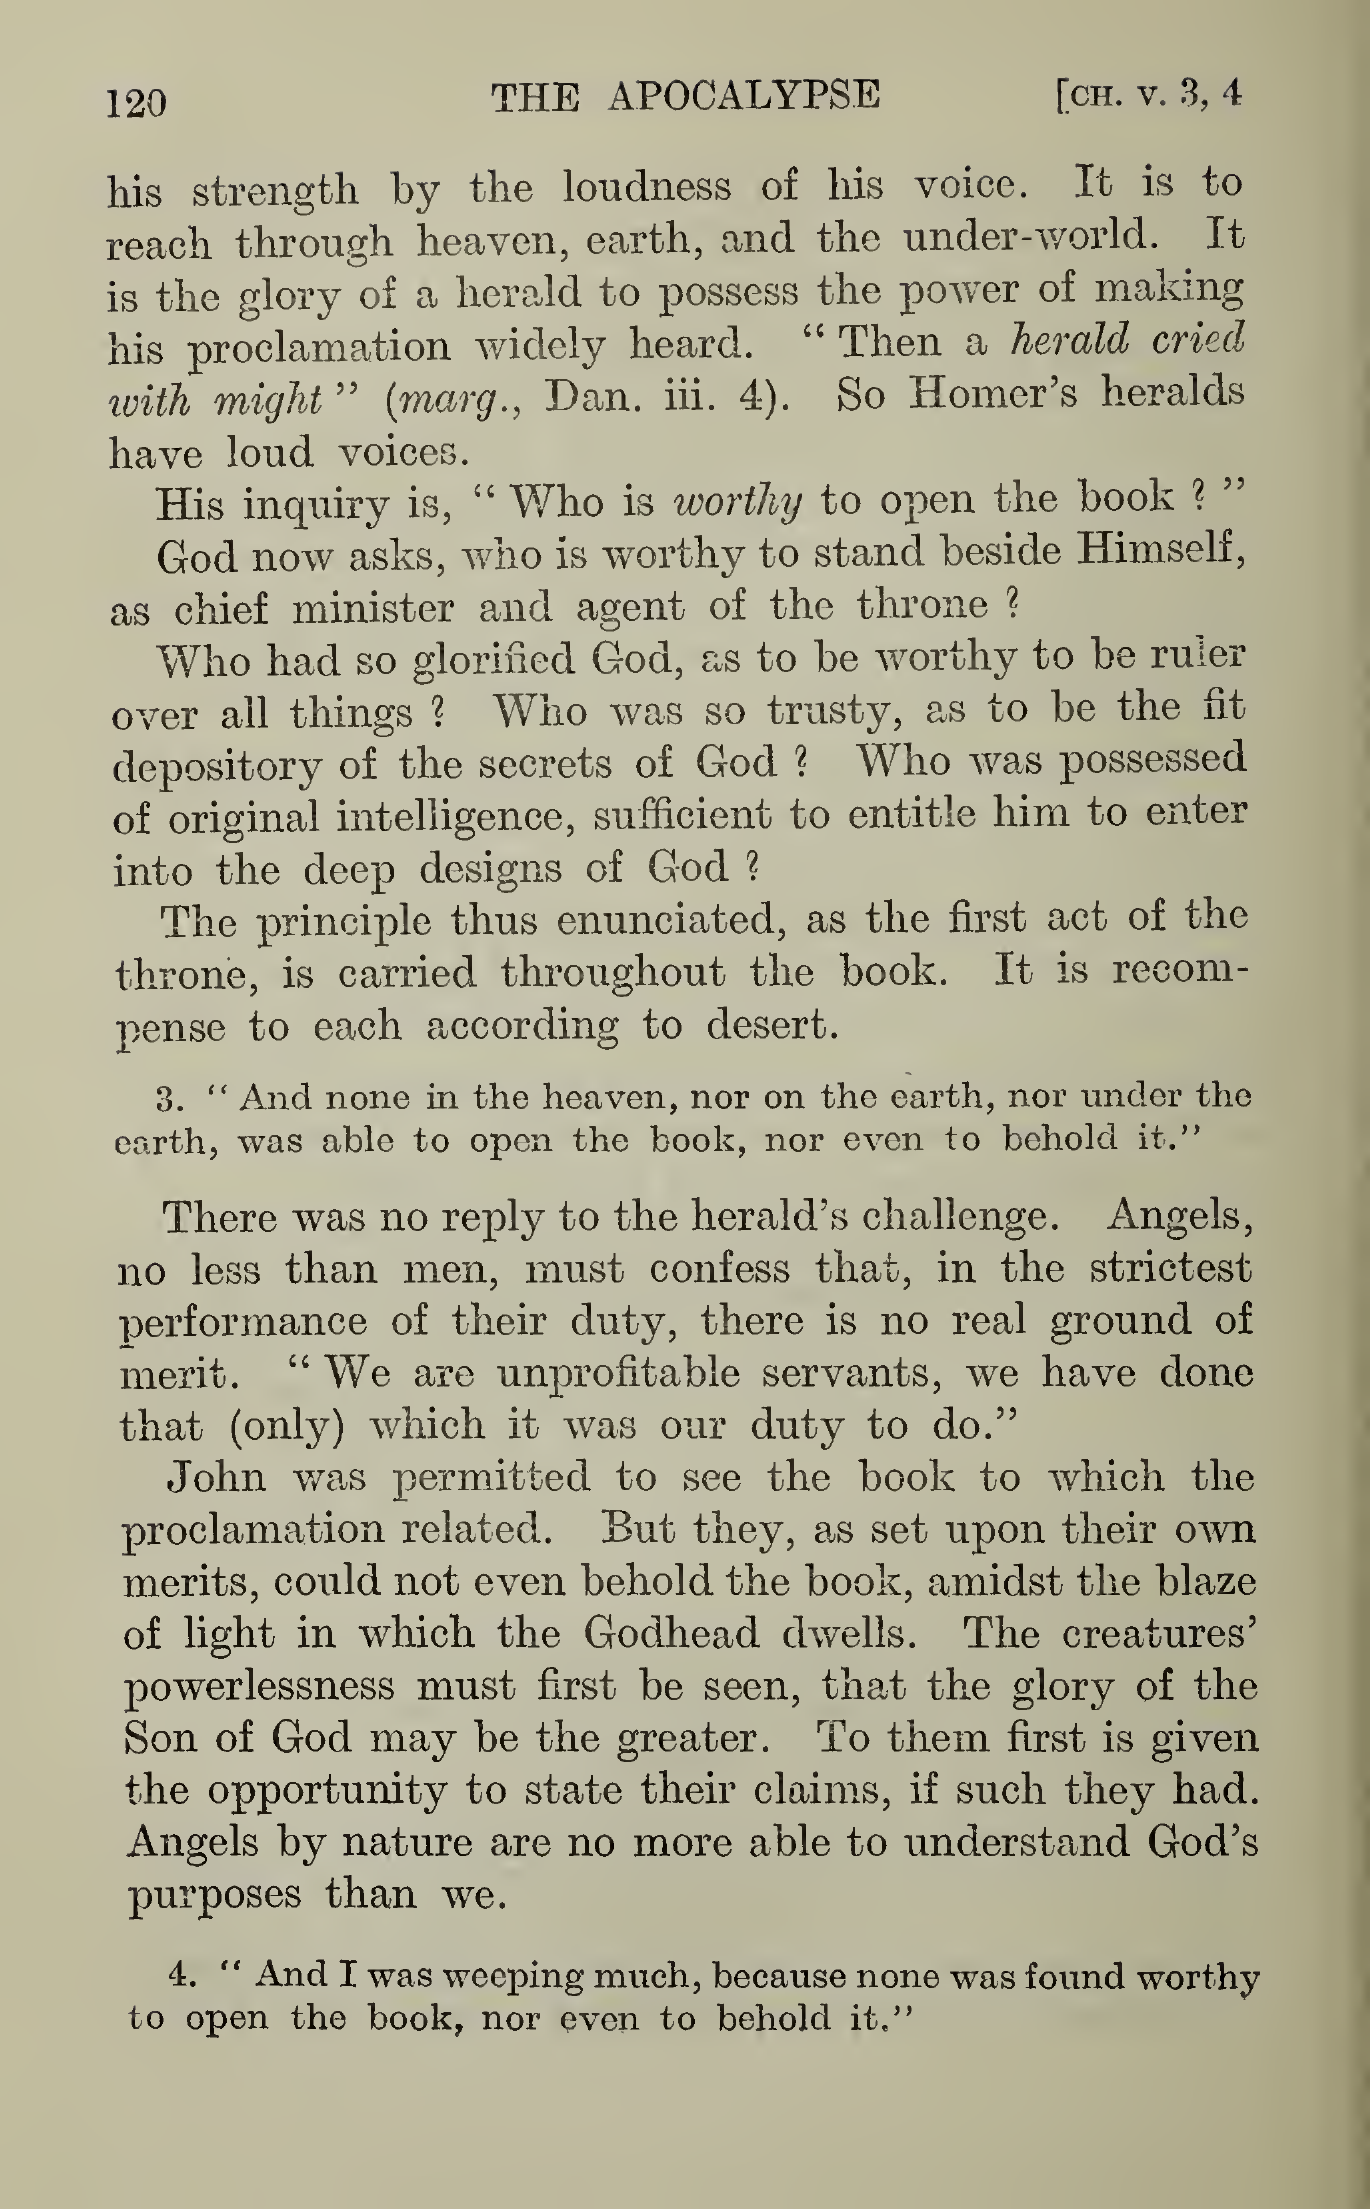 120 THE APOCALYPSE [CH. V. 3, 4
his strength by the loudness of his voice. It is to
reach through heaven, earth, and the under-world. It
is the glory of a herald to possess the power of making
his proclamation widely heard. “ Then a herald cried
with might ” (marg., Dan. iii. 4). So Homer’s heralds
have loud voices.
His inquiry is, “ Who is worthy to open the book ? ”
God now asks, who is worthy to stand beside Himself,
as chief minister and agent of the throne ?
Who had so glorified God, as to be worthy to be ruler
over all things ? Who was so trusty, as to be the fit
depository of the secrets of God ? Who was possessed
of original intelligence, sufficient to entitle him to enter
into the deep designs of God ?
The principle thus enunciated, as the first act of the
throne, is carried throughout the book. It is recom-
pense to each according to desert.
3. “ And none in the heaven, nor on the earth, nor under the
earth, was able to open the book, nor even to behold it.”
There was no reply to the herald’s challenge. Angels,
no less than men, must confess that, in the strictest
performance of their duty, there is no real ground of
merit. “ We are unprofitable servants, we have done
that (only) which it was our duty to do.”
John was permitted to see the book to which the
proclamation related. But they, as set upon their own
merits, could not even behold the book, amidst the blaze
of light in which the Godhead dwells. The creatures’
powerlessness must first be seen, that the glory of the
Son of God may be the greater. To them first is given
the opportunity to state their claims, if such they had.
Angels by nature are no more able to understand God’s
purposes than we.
4. “ And I was weeping much, because none was found worthy
to open the book, nor even to behold it.”